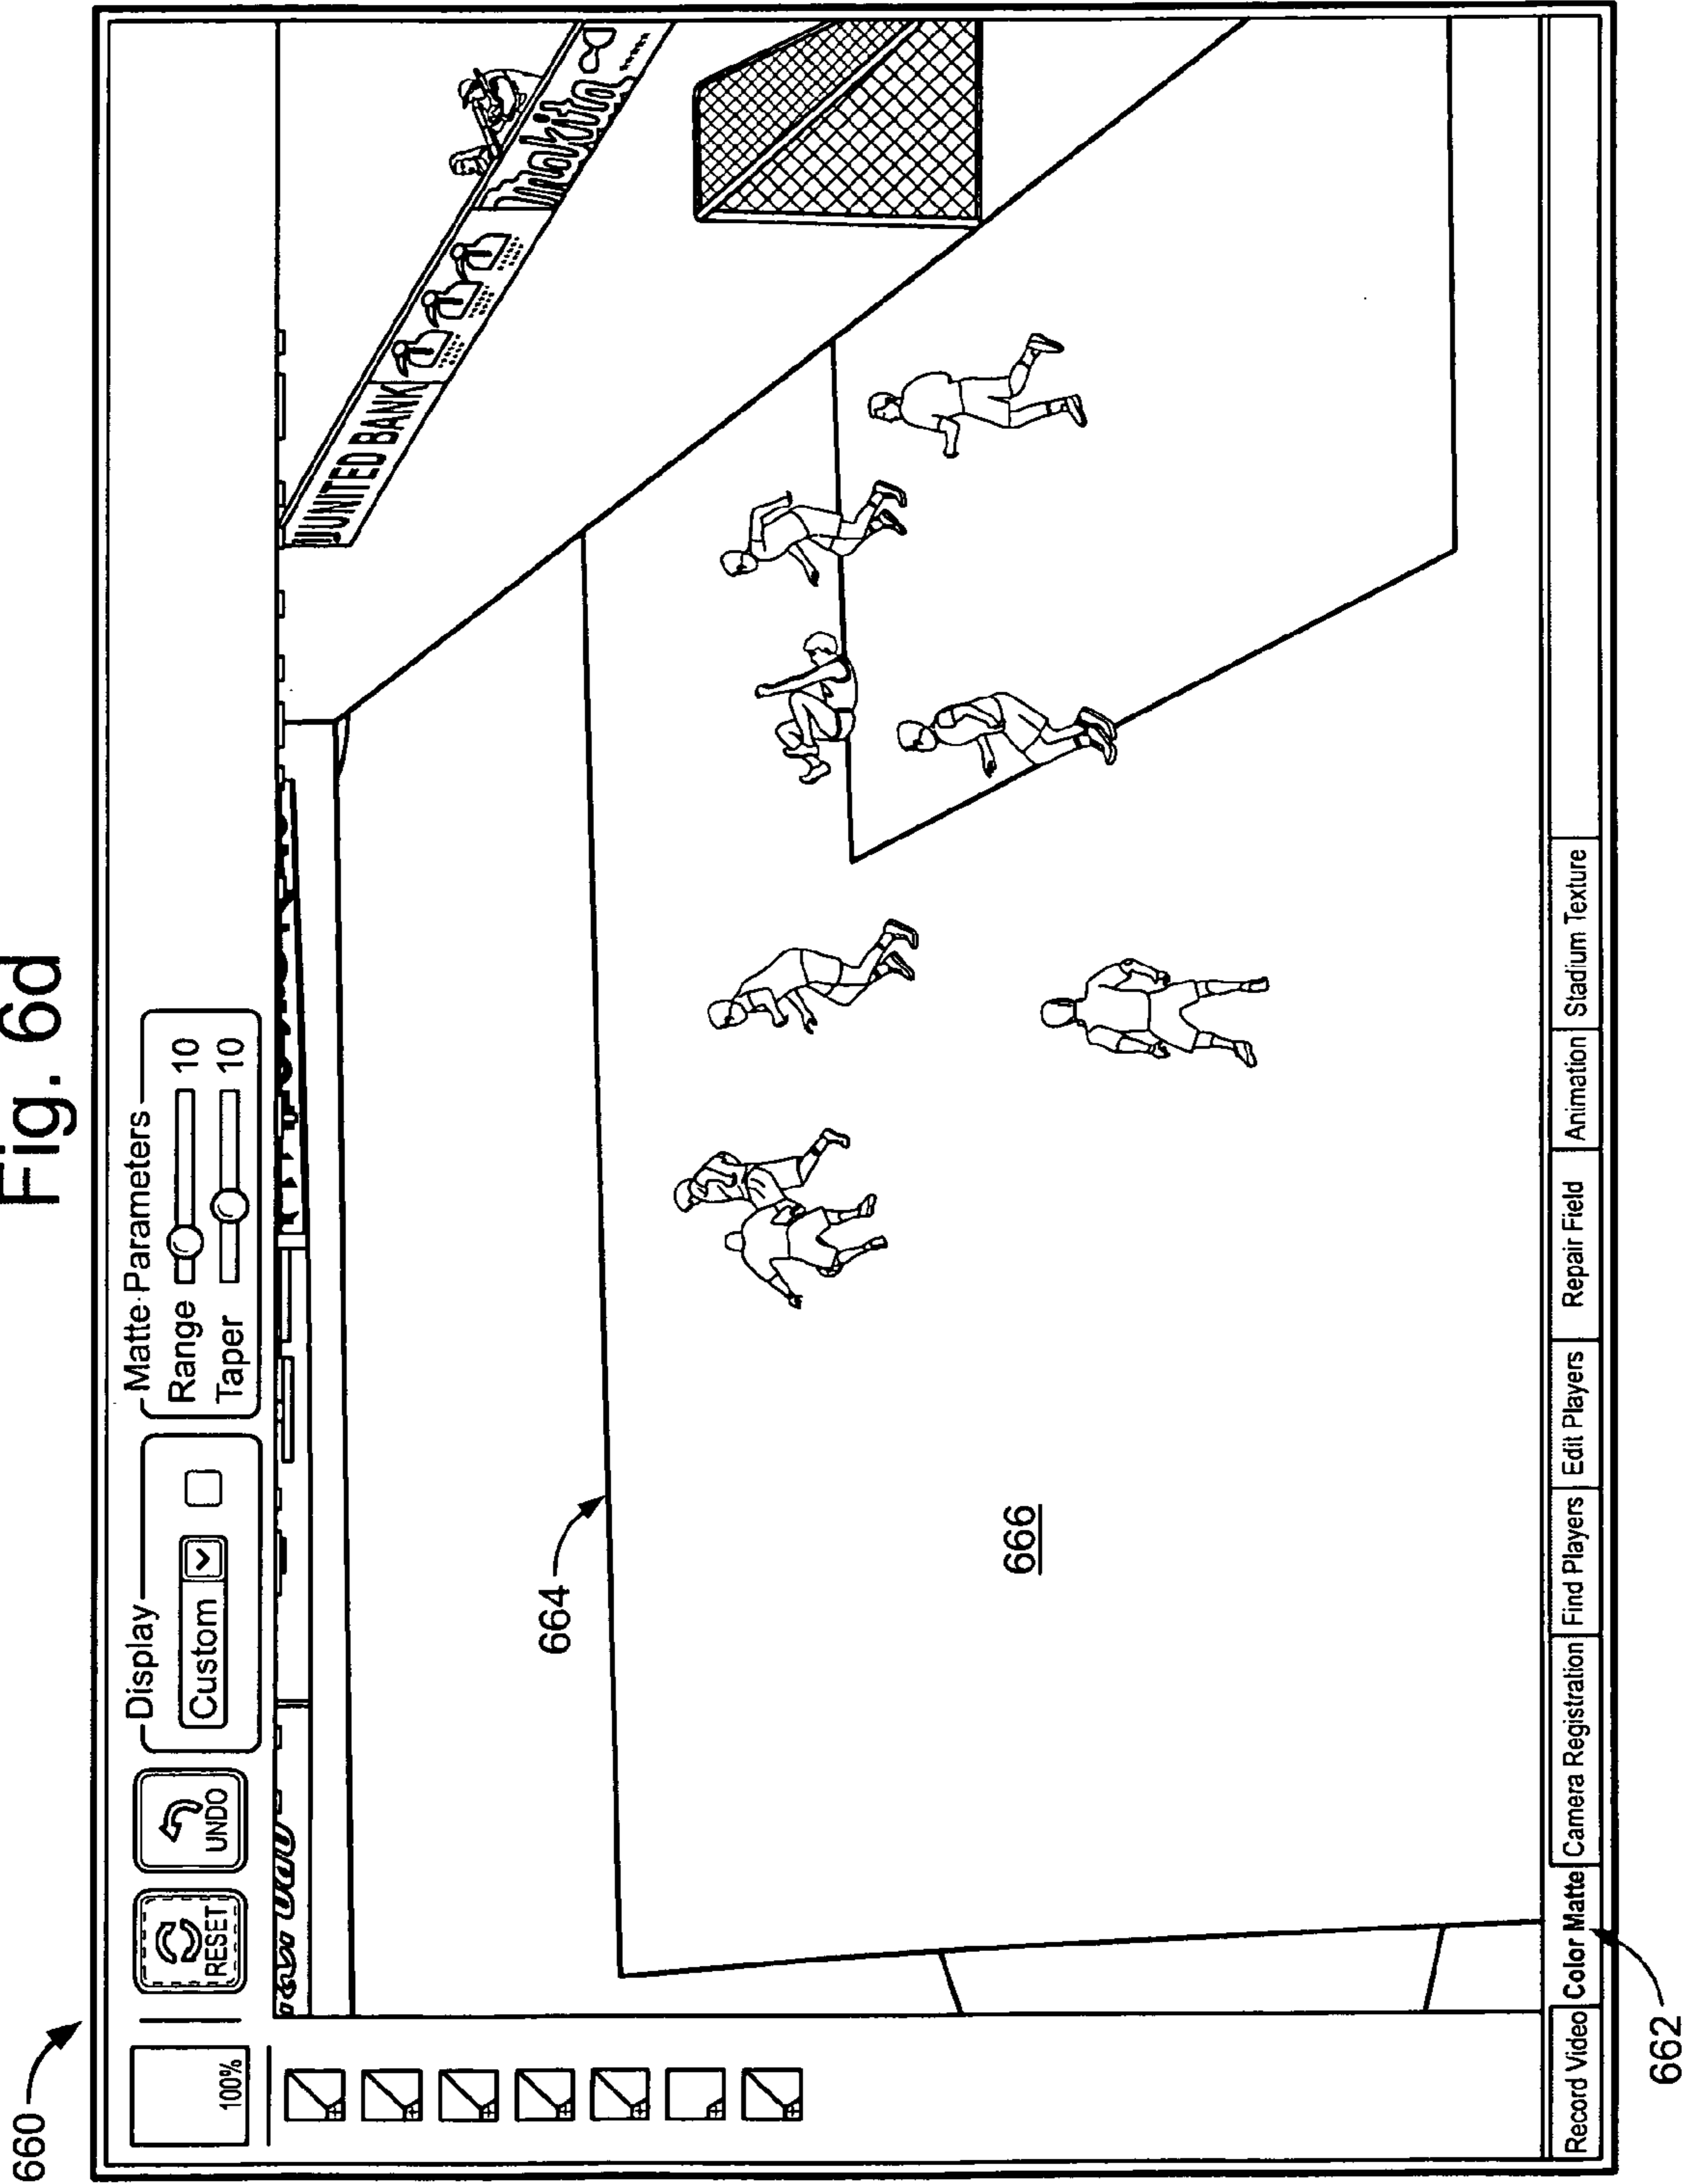 Fig. 6d
660
100%
RESET
UNDO
Display
Custom
Matte Parameters
Range 10
Taper 10
UNITED BANK
664
666
Record Video Color Matte Camera Registration Find Players Edit Players Repair Field Animation Stadium Texture
662